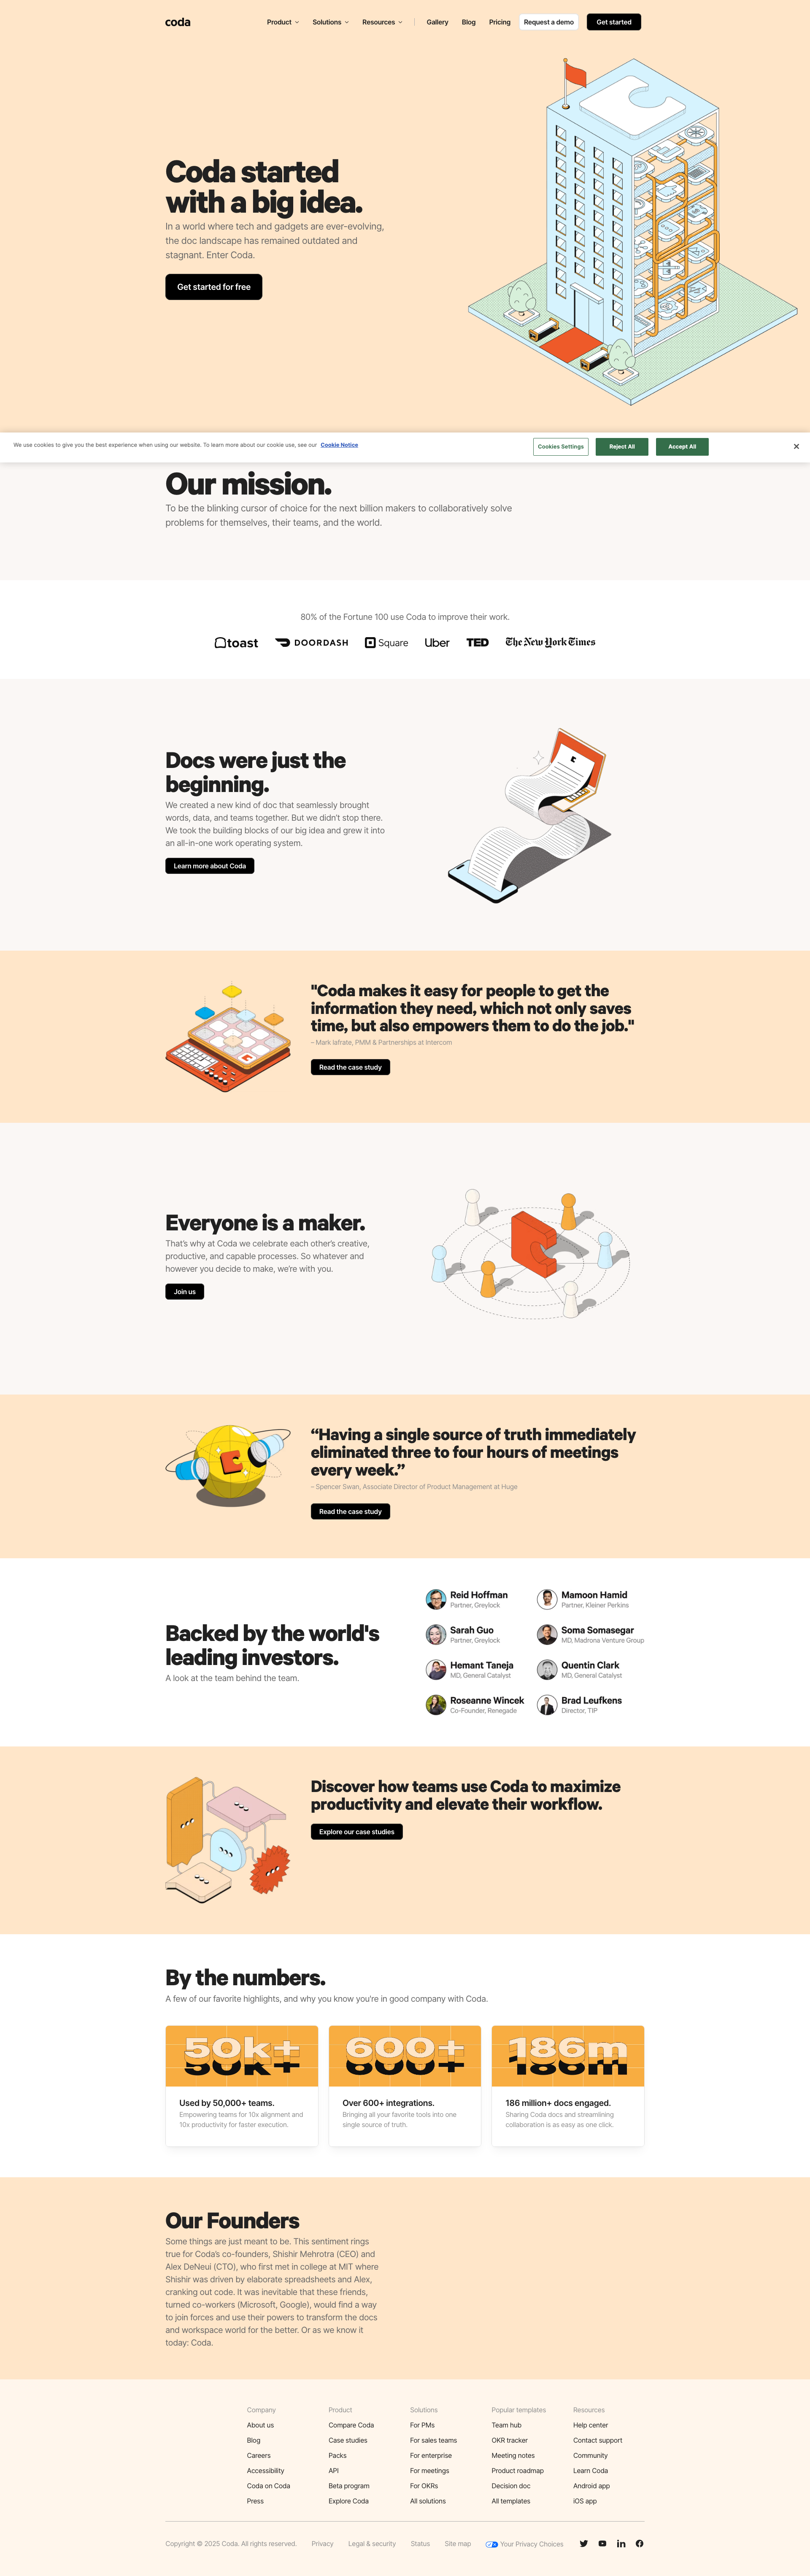 coda
Product
Solutions
Resources
Gallery
Blog
Pricing
Request a demo
Get started
Coda started
with a big idea.
In a world where tech and gadgets are ever-evolving,
the doc landscape has remained outdated and
stagnant. Enter Coda.
Get started for free
We use cookies to give you the best experience when using our website. To learn more about our cookie use, see our Cookie Notice
Cookies Settings
Reject All
Accept All
Our mission.
To be the blinking cursor of choice for the next billion makers to collaboratively solve
problems for themselves, their teams, and the world.
80% of the Fortune 100 use Coda to improve their work.
toast
DOORDASH
Square
Uber
TED
The New York Times
Docs were just the
beginning.
We created a new kind of doc that seamlessly brought
words, data, and teams together. But we didn't stop there.
We took the building blocks of our big idea and grew it into
an all-in-one work operating system.
Learn more about Coda
"Coda makes it easy for people to get the
information they need, which not only saves
time, but also empowers them to do the job."
– Mark Iafrate, PMM & Partnerships at Intercom
Read the case study
Everyone is a maker.
That's why at Coda we celebrate each other's creative,
productive, and capable processes. So whatever and
however you decide to make, we're with you.
Join us
“Having a single source of truth immediately
eliminated three to four hours of meetings
every week.”
– Spencer Swan, Associate Director of Product Management at Huge
Read the case study
Backed by the world's
leading investors.
A look at the team behind the team.
Reid Hoffman
Partner, Greylock
Mamoon Hamid
Partner, Kleiner Perkins
Sarah Guo
Partner, Greylock
Soma Somasegar
MD, Madrona Venture Group
Hemant Taneja
MD, General Catalyst
Quentin Clark
MD, General Catalyst
Roseanne Wincek
Co-Founder, Renegade
Brad Leufkens
Director, TIP
Discover how teams use Coda to maximize
productivity and elevate their workflow.
Explore our case studies
By the numbers.
A few of our favorite highlights, and why you know you're in good company with Coda.
50k+
Used by 50,000+ teams.
Empowering teams for 10x alignment and
10x productivity for faster execution.
600+
Over 600+ integrations.
Bringing all your favorite tools into one
single source of truth.
186m
186 million+ docs engaged.
Sharing Coda docs and streamlining
collaboration is as easy as one click.
Our Founders
Some things are just meant to be. This sentiment rings
true for Coda's co-founders, Shishir Mehrotra (CEO) and
Alex DeNeui (CTO), who first met in college at MIT where
Shishir was driven by elaborate spreadsheets and Alex,
cranking out code. It was inevitable that these friends,
turned co-workers (Microsoft, Google), would find a way
to join forces and use their powers to transform the docs
and workspace world for the better. Or as we know it
today: Coda.
Company
About us
Blog
Careers
Accessibility
Coda on Coda
Press
Product
Compare Coda
Case studies
Packs
API
Beta program
Explore Coda
Solutions
For PMs
For sales teams
For enterprise
For meetings
For OKRs
All solutions
Popular templates
Team hub
OKR tracker
Meeting notes
Product roadmap
Decision doc
All templates
Resources
Help center
Contact support
Community
Learn Coda
Android app
iOS app
Copyright © 2025 Coda. All rights reserved.
Privacy
Legal & security
Status
Site map
Your Privacy Choices